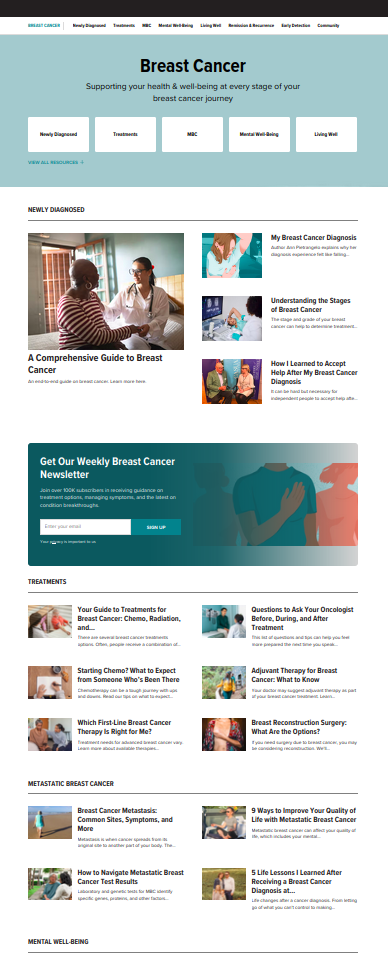 BREAST CANCER Newly Diagnosed Treatments MBC Mental Well-Being Living Well Remission & Recurrence Early Detection Community
Breast Cancer
Supporting your health & well-being at every stage of your
breast cancer journey
Newly Diagnosed Treatments MBC Mental Well-Being Living Well
VIEW ALL RESOURCES
NEWLY DIAGNOSED
A Comprehensive Guide to Breast
Cancer
An end-to-end guide on breast cancer. Learn more here.
My Breast Cancer Diagnosis
Author Ann Pietrangelo explains why her
diagnosis experience felt like falling...
Understanding the Stages
of Breast Cancer
The stage and grade of your breast
cancer can help to determine treatment...
How I Learned to Accept
Help After My Breast Cancer
Diagnosis
It can be hard but necessary for
independent people to accept help afte...
Get Our Weekly Breast Cancer
Newsletter
Join over 100K subscribers in receiving guidance on
treatment options, managing symptoms, and the latest on
condition breakthroughs.
Enter your email SIGN UP
Your privacy is important to us
TREATMENTS
Your Guide to Treatments for
Breast Cancer: Chemo, Radiation,
and...
There are several breast cancer treatments
options. Often, people receive a combination of...
Questions to Ask Your Oncologist
Before, During, and After
Treatment
This list of questions and tips can help you feel
more prepared the next time you speak...
Starting Chemo? What to Expect
from Someone Who's Been There
Chemotherapy can be a tough journey with ups
and downs. Read our tips on what to expect...
Adjuvant Therapy for Breast
Cancer: What to Know
Your doctor may suggest adjuvant therapy as part
of your breast cancer treatment. Learn...
Which First-Line Breast Cancer
Therapy Is Right for Me?
Treatment needs for advanced breast cancer vary.
Learn more about available therapies...
Breast Reconstruction Surgery:
What Are the Options?
If you need surgery due to breast cancer, you may
be considering reconstruction. We'll...
METASTATIC BREAST CANCER
Breast Cancer Metastasis:
Common Sites, Symptoms, and
More
Metastasis is when cancer spreads from its
original site to another part of your body. The...
9 Ways to Improve Your Quality of
Life with Metastatic Breast Cancer
Metastatic breast cancer can affect your quality of
life, which includes your mental...
How to Navigate Metastatic Breast
Cancer Test Results
Laboratory and genetic tests for MBC identify
specific genes, proteins, and other factors...
5 Life Lessons I Learned After
Receiving a Breast Cancer
Diagnosis at...
Life changes after a cancer diagnosis. From letting
go of what you can't control to making...
MENTAL WELL-BEING